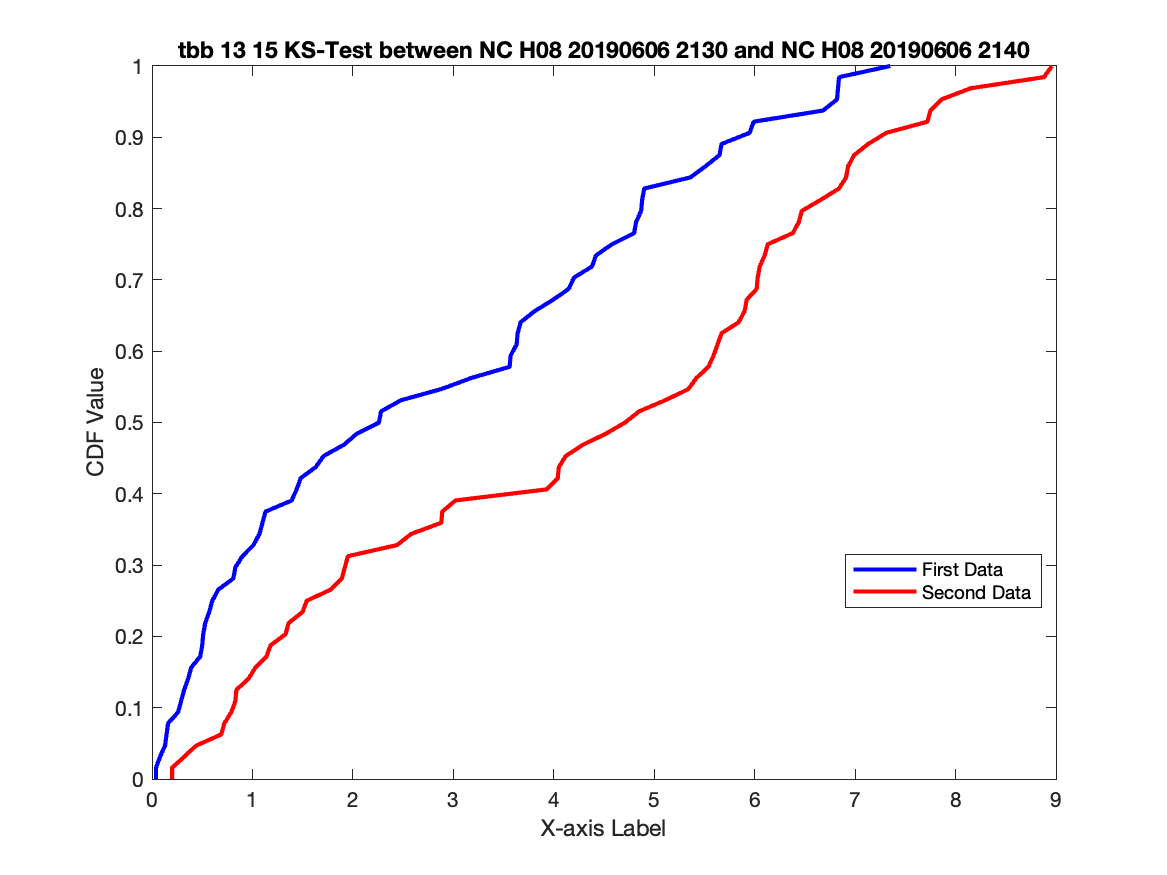 tbb 13 15 KS-Test between NC H08 20190606 2130 and NC H08 20190606 2140
1
0.9
0.8
0.7
0.6
0.5
0.4
0.3
0.2
0.1
0
CDF Value
First Data
Second Data
0 1 2 3 4 5 6 7 8 9
X-axis Label